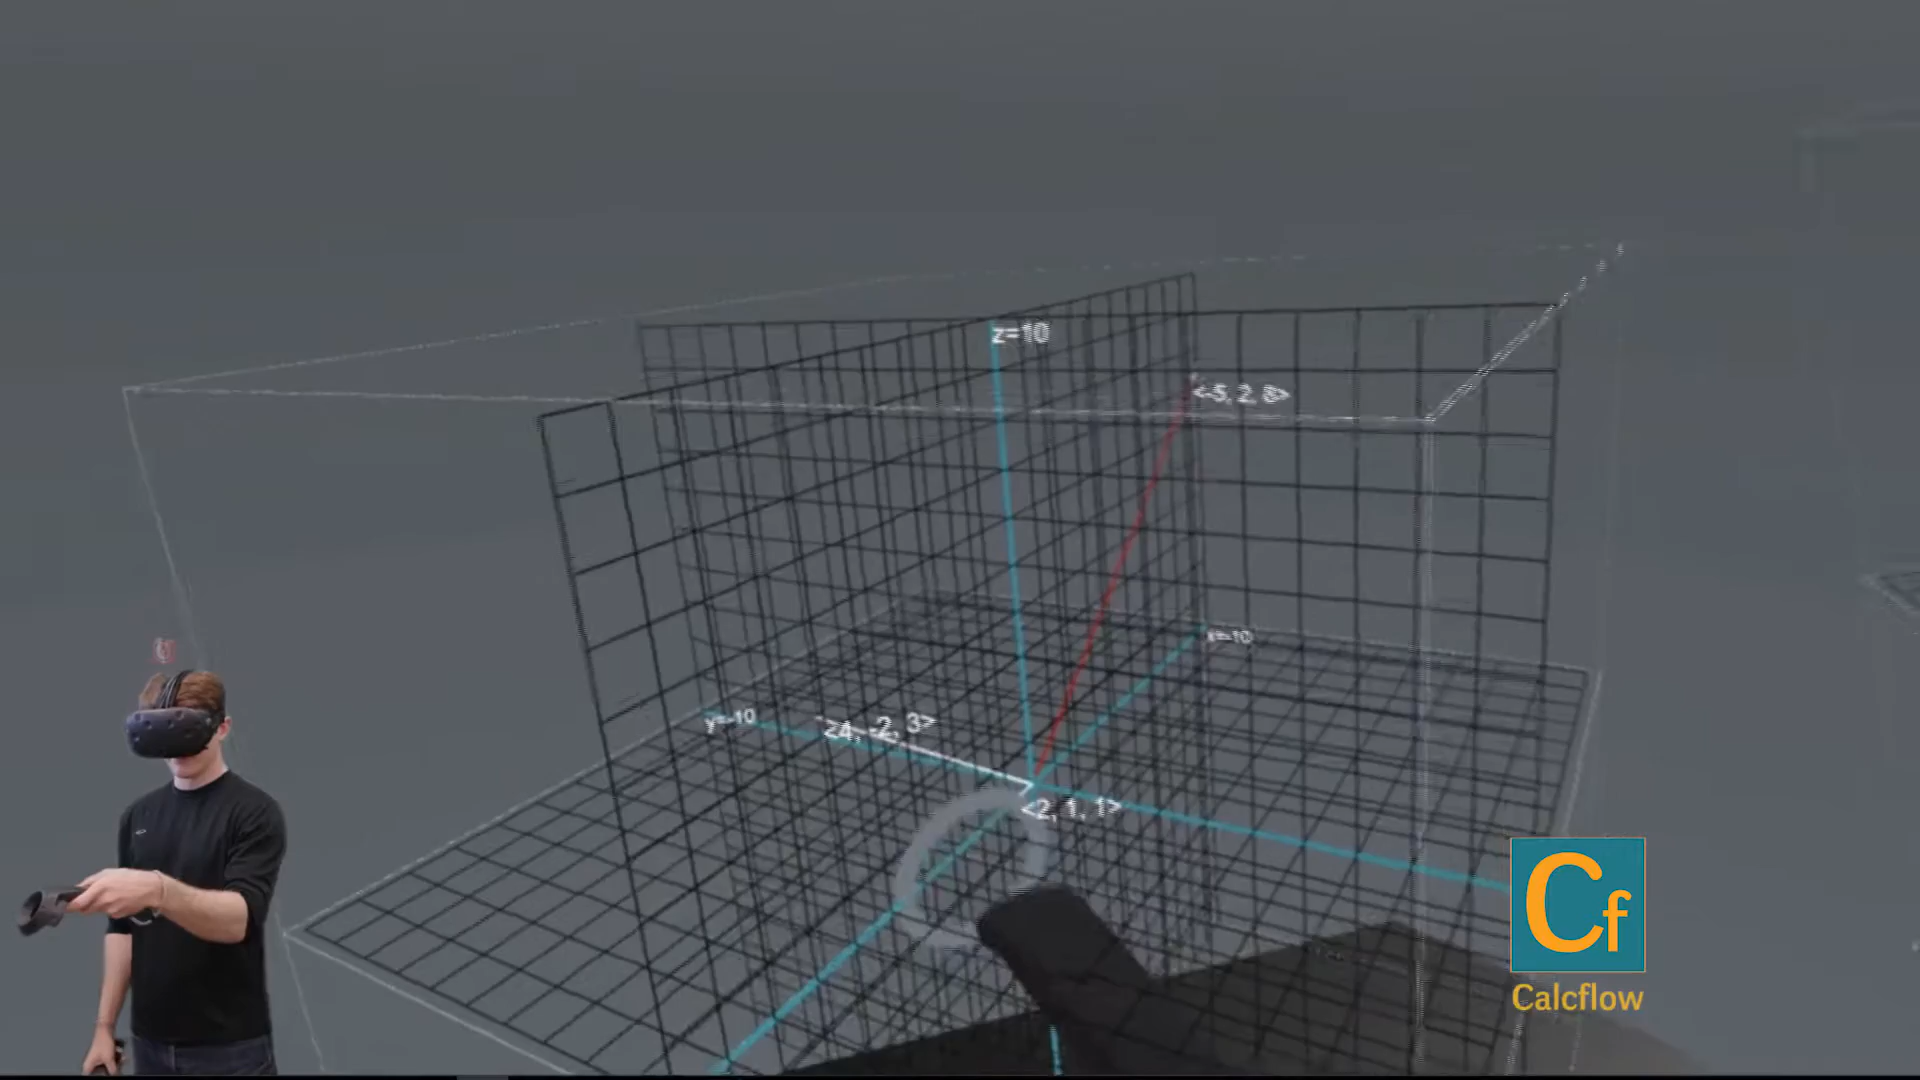 z=10
<-5, 2, 8>
x=-10
y=-10
<4, -2, 3>
<2, 1, 1>
Cf
Calcflow